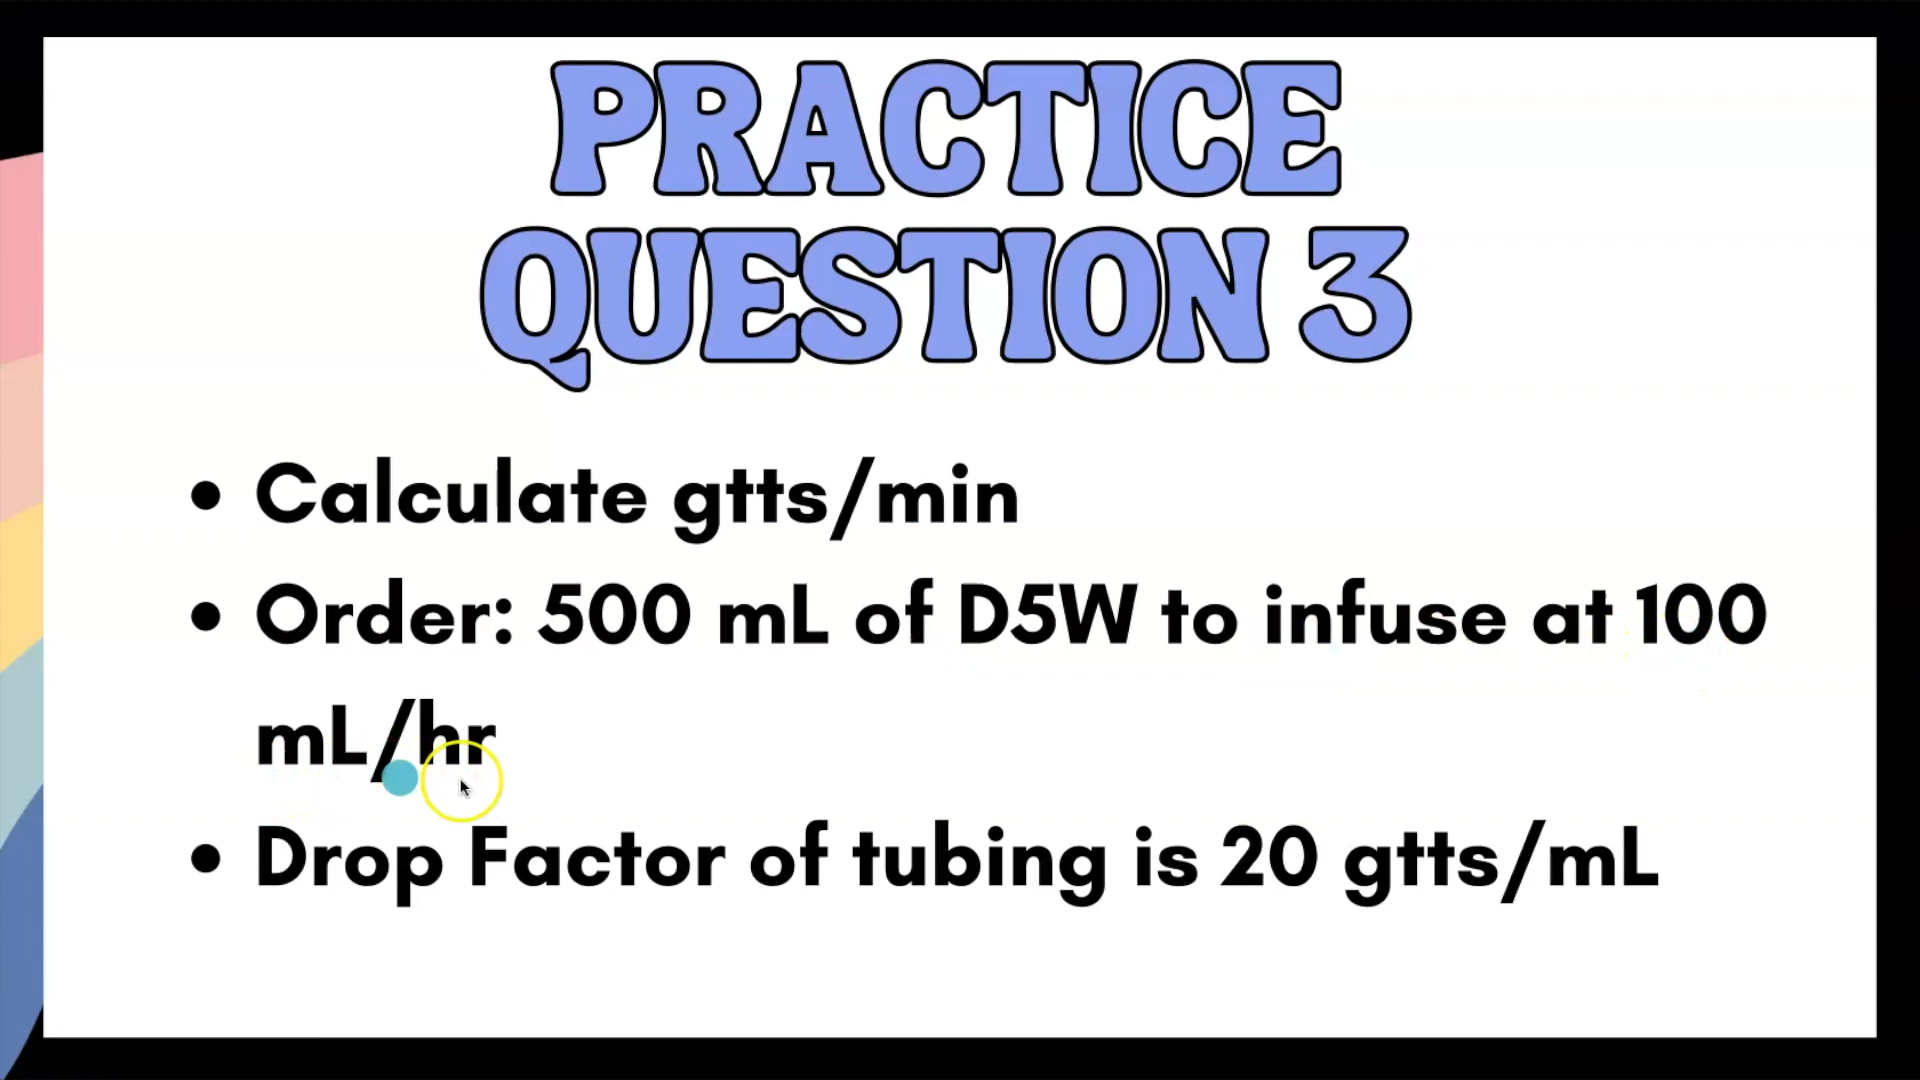 PRACTICE
QUESTION 3
• Calculate gtts/min
• Order: 500 mL of D5W to infuse at 100
mL/hr
• Drop Factor of tubing is 20 gtts/mL